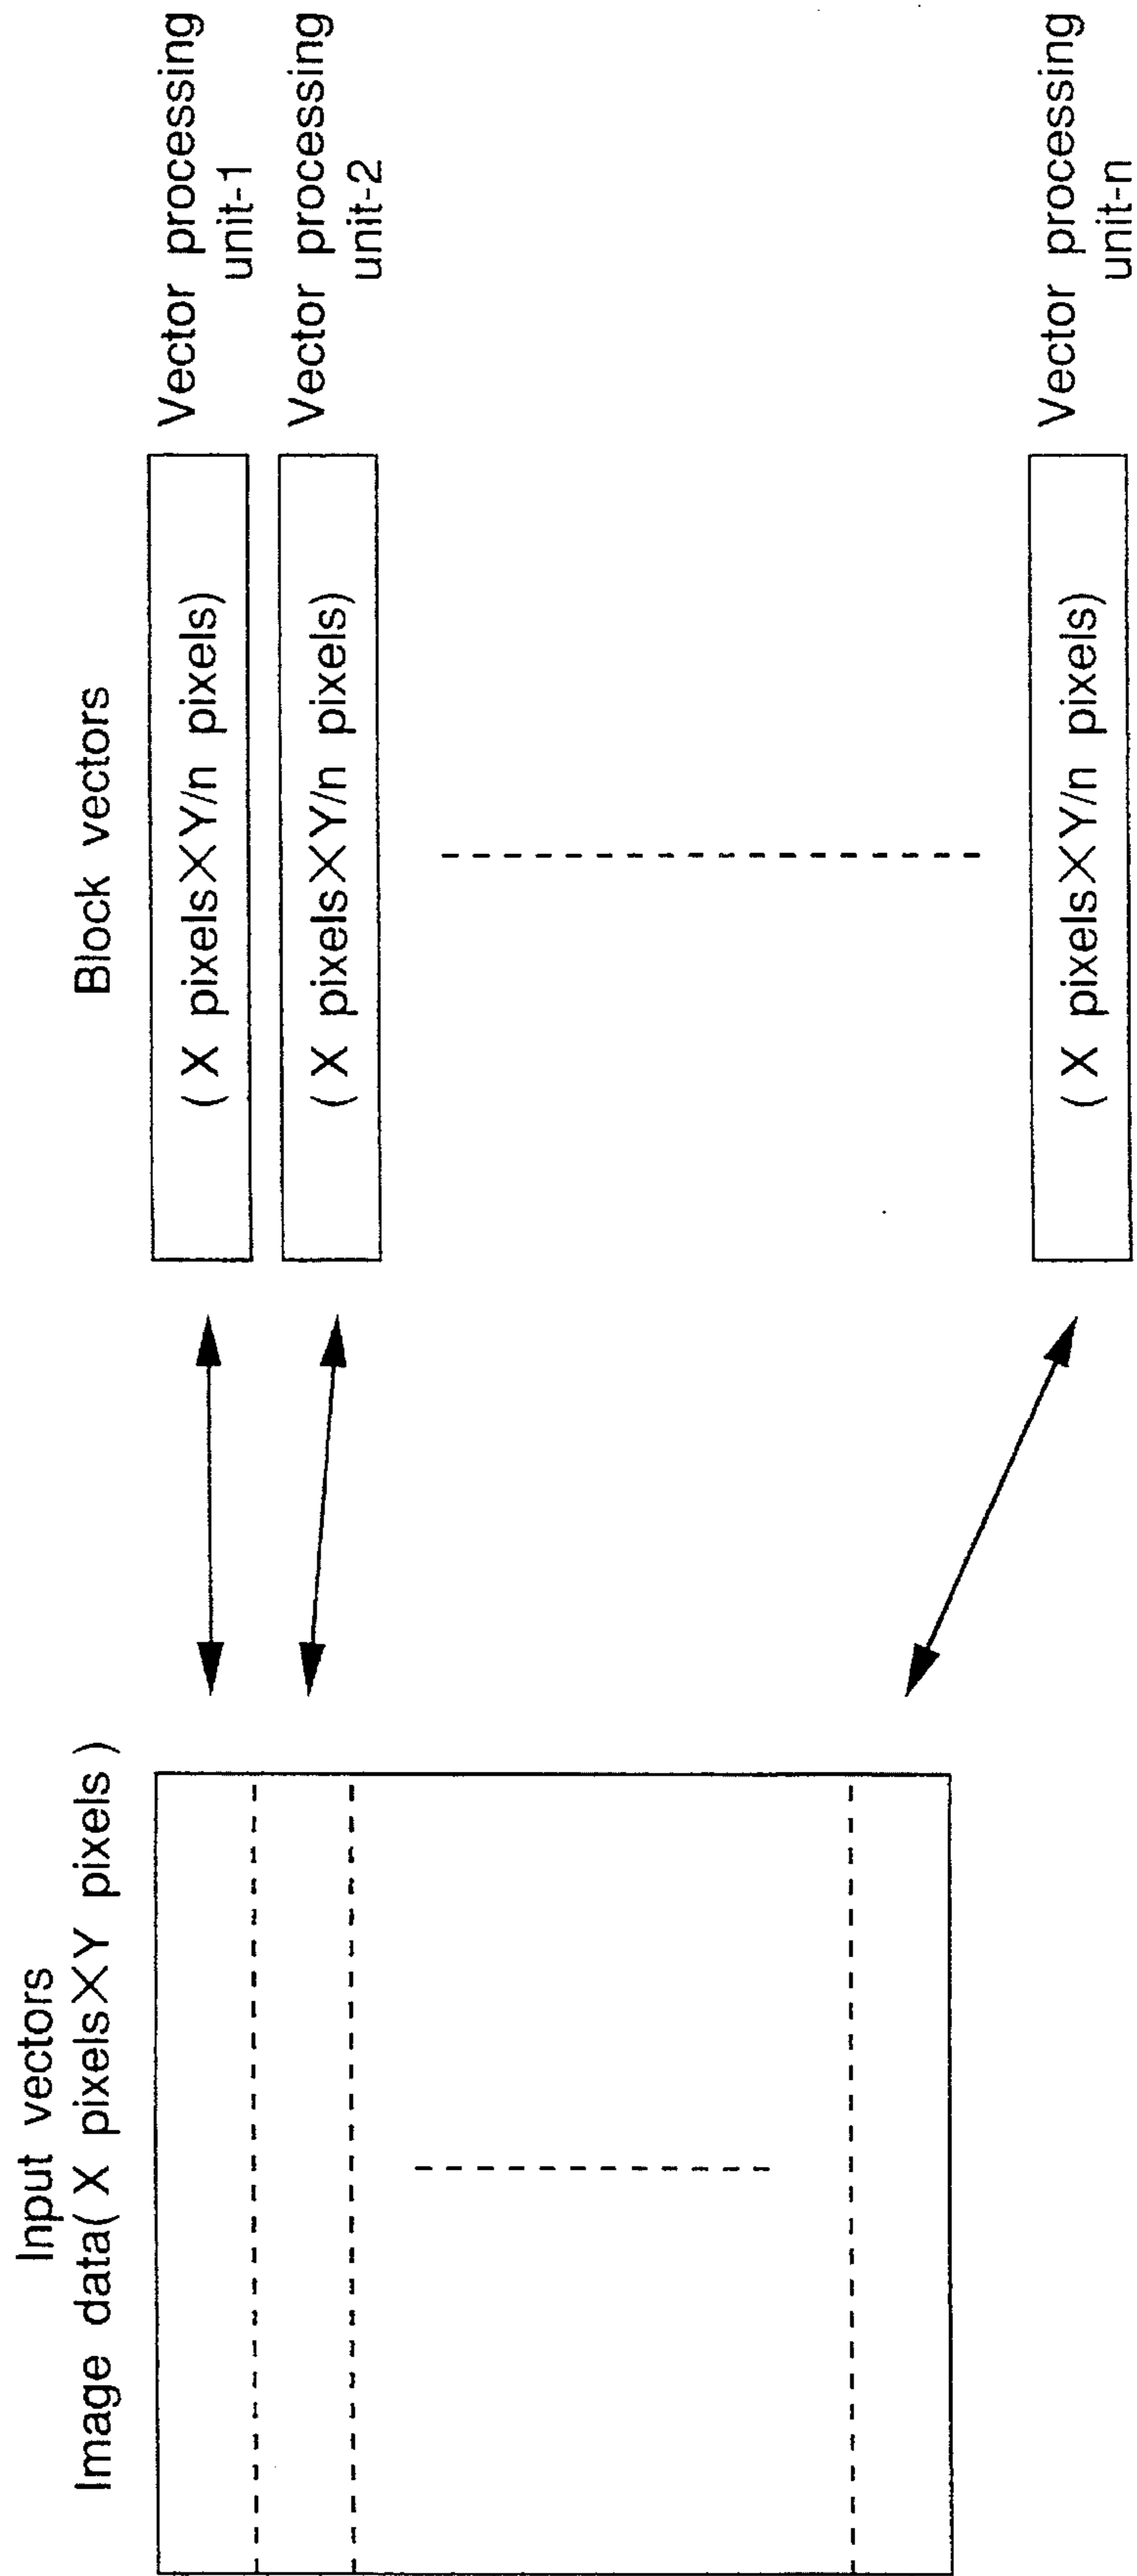 Input vectors
Image data( X pixels×Y pixels )
Block vectors
( X pixels×Y/n pixels)
Vector processing
unit-1
( X pixels×Y/n pixels)
Vector processing
unit-2
( X pixels×Y/n pixels)
Vector processing
unit-n